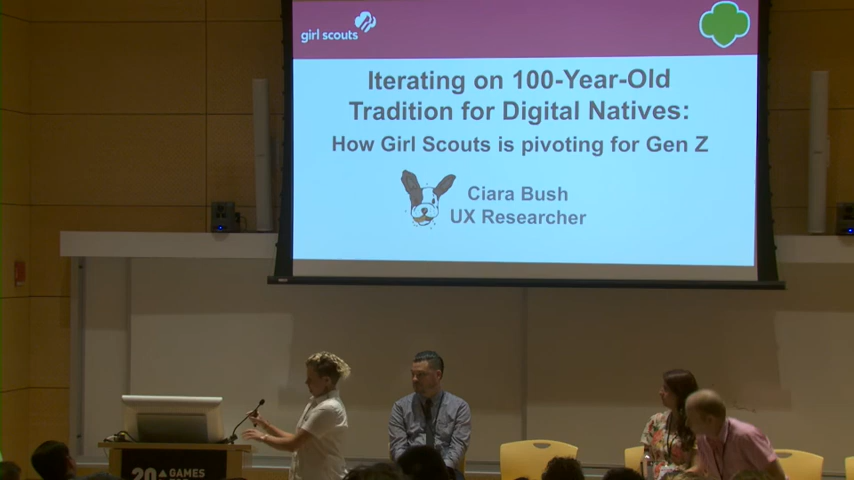 girl scouts
Iterating on 100-Year-Old
Tradition for Digital Natives:
How Girl Scouts is pivoting for Gen Z
Ciara Bush
UX Researcher
20 GAMES